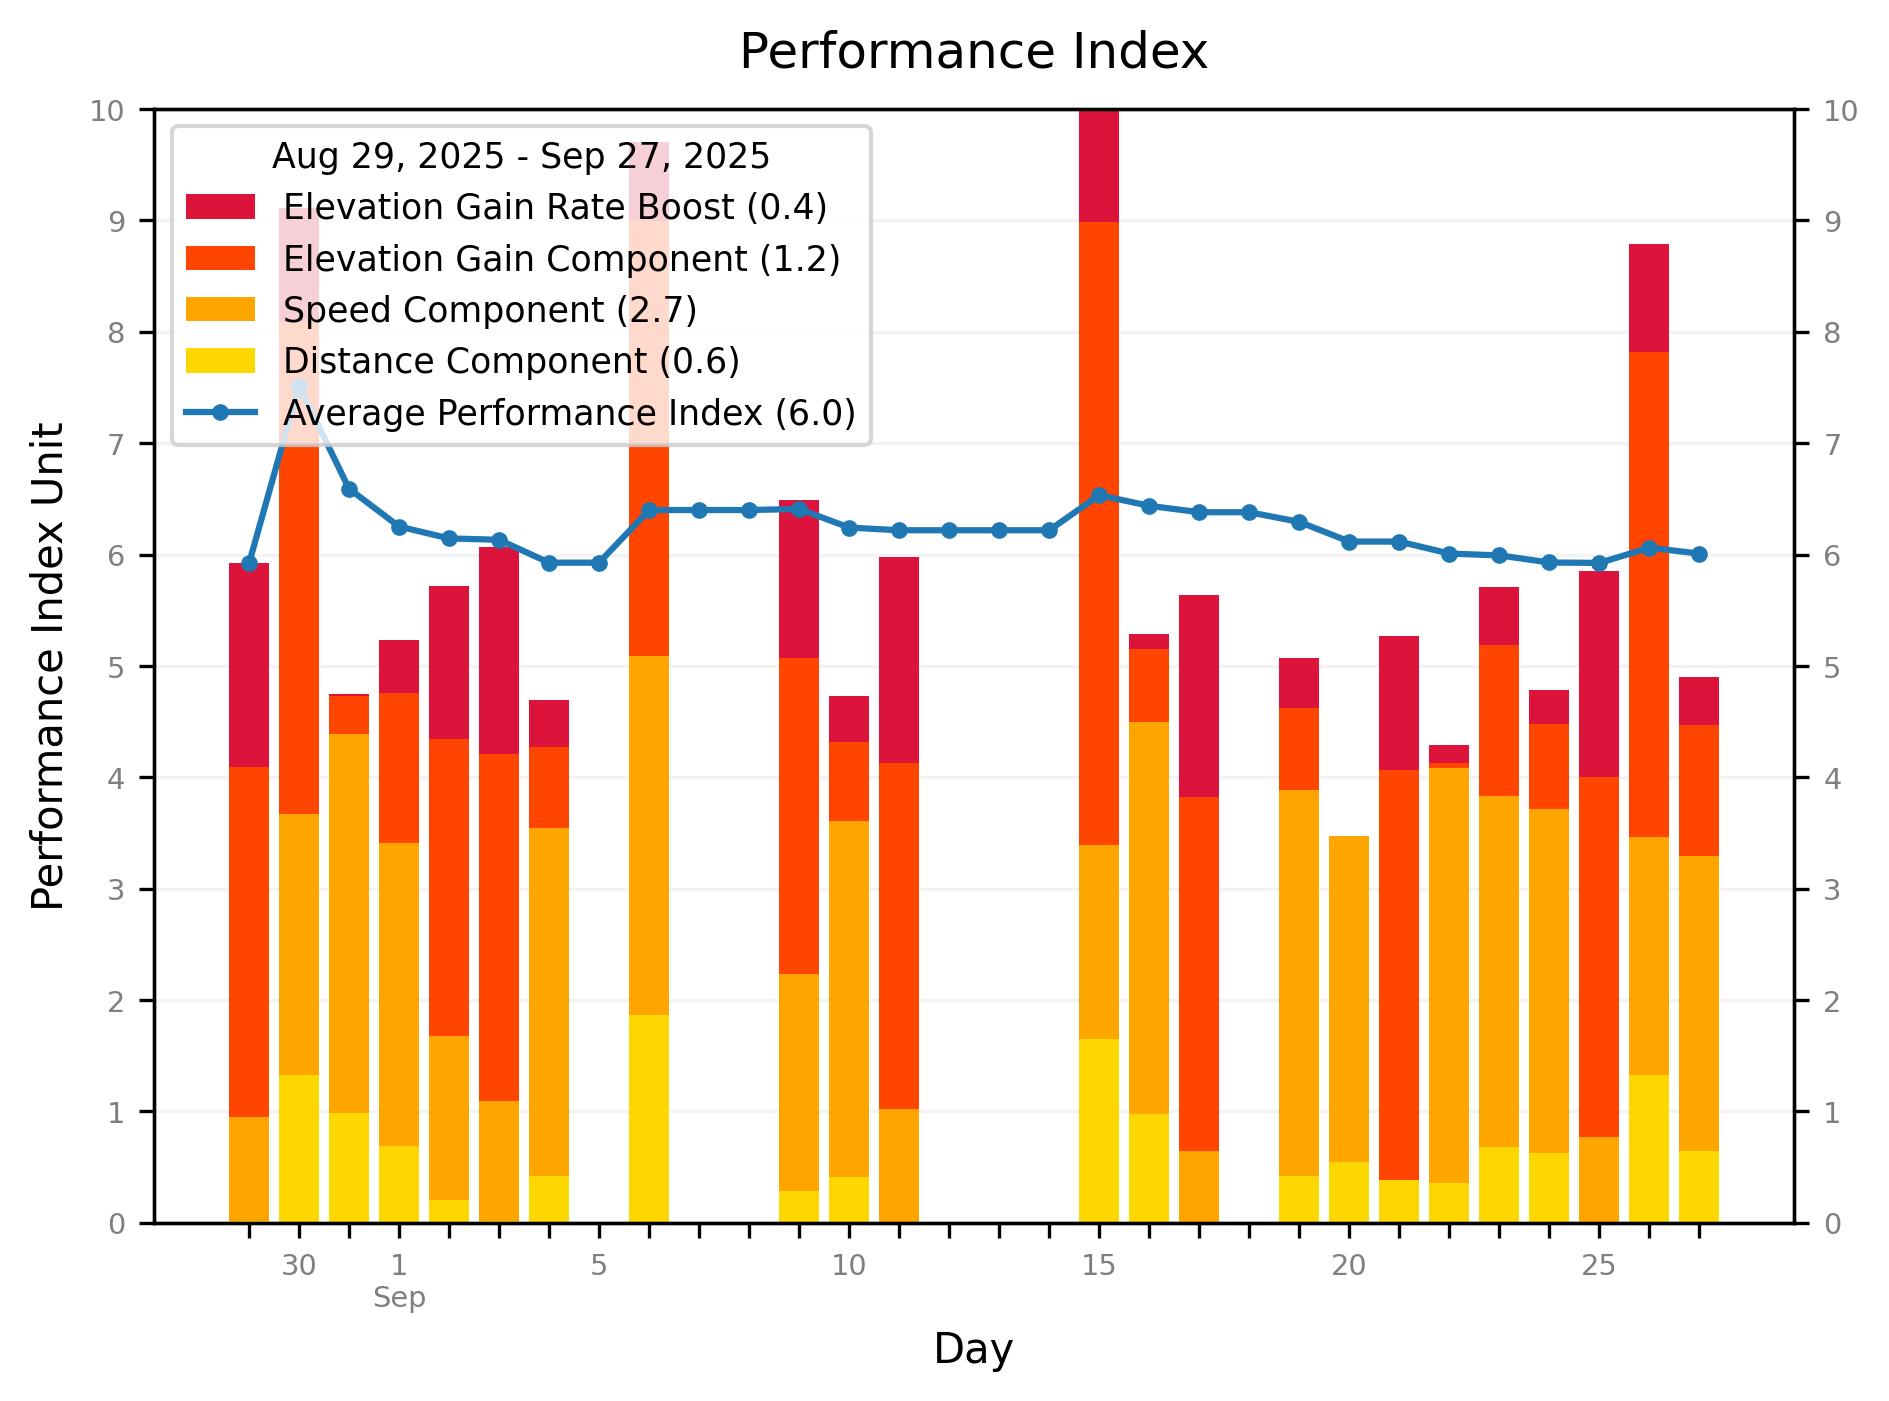 Performance Index
Aug 29, 2025 - Sep 27, 2025
Elevation Gain Rate Boost (0.4)
Elevation Gain Component (1.2)
Speed Component (2.7)
Distance Component (0.6)
Average Performance Index (6.0)
Performance Index Unit
10
9
8
7
6
5
4
3
2
1
0
10
9
8
7
6
5
4
3
2
1
0
30 1 5 10 15 20 25
Sep
Day